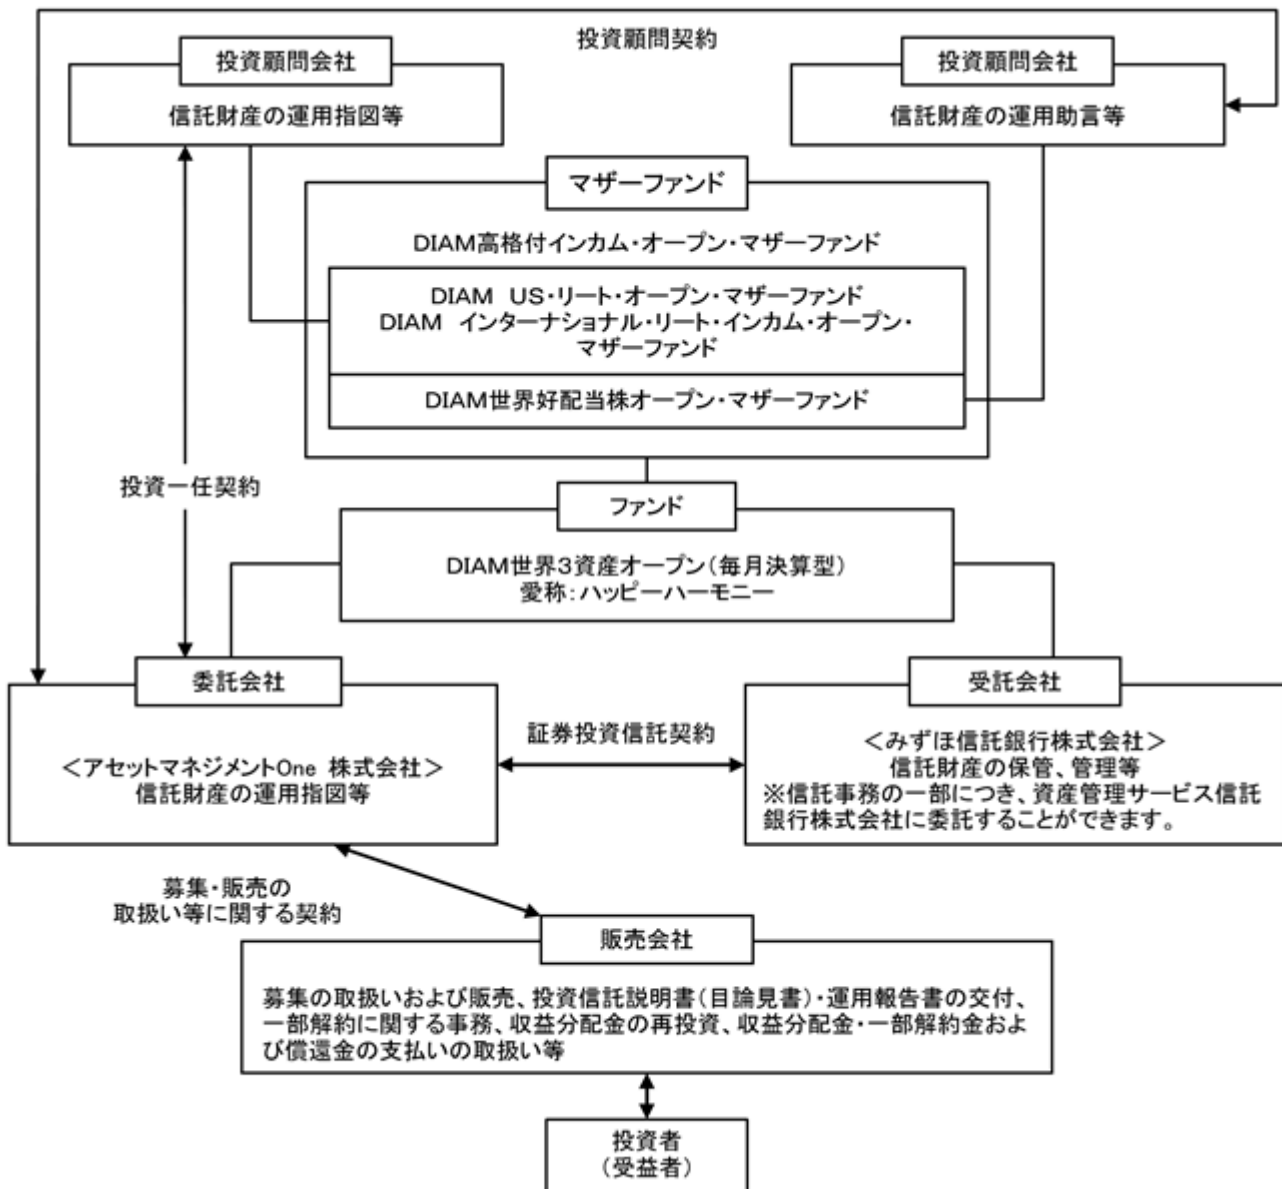 投資顧問契約
投資顧問会社
信託財産の運用指図等
投資顧問会社
信託財産の運用助言等
マザーファンド
DIAM高格付インカム・オープン・マザーファンド
DIAM US・リート・オープン・マザーファンド
DIAM インターナショナル・リート・インカム・オープン・
マザーファンド
DIAM世界好配当株オープン・マザーファンド
投資一任契約
ファンド
DIAM世界3資産オープン(毎月決算型)
愛称:ハッピーハーモニー
委託会社
<アセットマネジメントOne 株式会社>
信託財産の運用指図等
証券投資信託契約
受託会社
<みずほ信託銀行株式会社>
信託財産の保管、管理等
※信託事務の一部につき、資産管理サービス信託
銀行株式会社に委託することができます。
募集・販売の
取扱い等に関する契約
販売会社
募集の取扱いおよび販売、投資信託説明書(目論見書)・運用報告書の交付、
一部解約に関する事務、収益分配金の再投資、収益分配金・一部解約金およ
び償還金の支払いの取扱い等
投資者
(受益者)